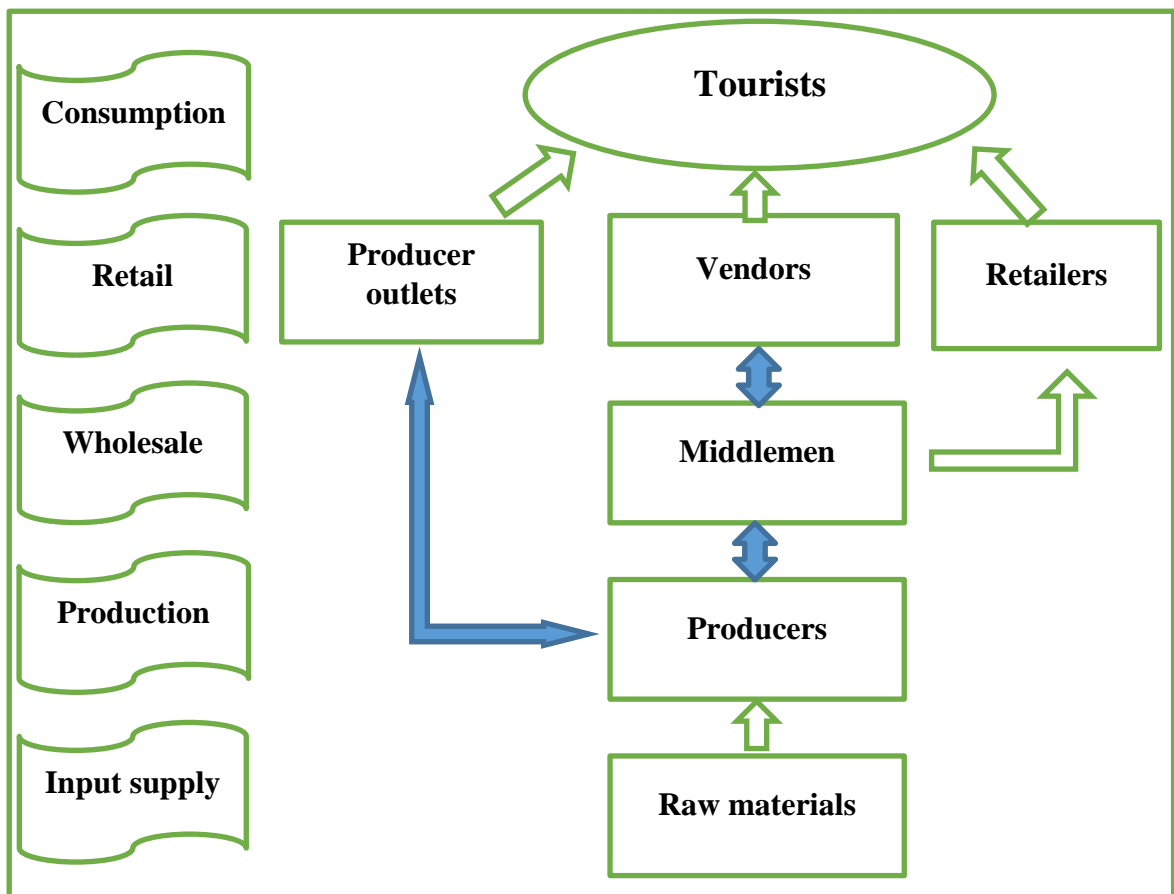 Tourists
Consumption
Producer
outlets
Vendors
Retailers
Retail
Wholesale
Middlemen
Production
Producers
Input supply
Raw materials